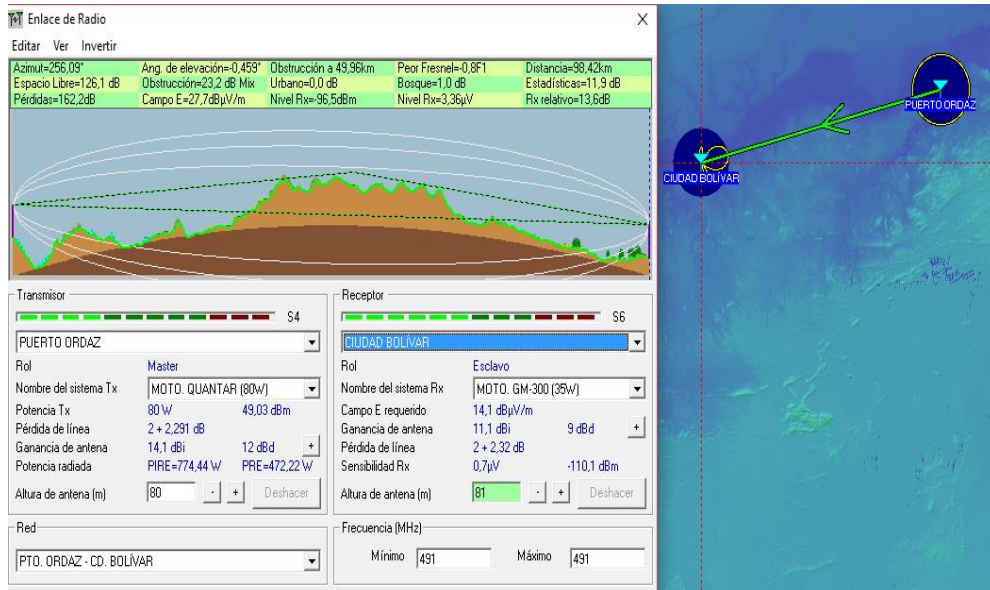 Enlace de Radio
Editar Ver Invertir
Azimut=256,09° Ang. de elevación=-0,459° Obstrucción a 49,96km Peor Fresnel=-0,8F1 Distancia=98,42km
Espacio Libre=126,1 dB Obstrucción=23,2 dB Mix Urbano=0,0 dB Bosque=1,0 dB Estadísticas=11,9 dB
Pérdidas=162,2dB Campo E=27,7dBµV/m Nivel Rx=-96,5dBm Nivel Rx=3,36µV Rx relativo=13,6dB
PUERTO ORDAZ
CIUDAD BOLÍVAR
Transmisor
S4
PUERTO ORDAZ
Rol Master
Nombre del sistema Tx MOTO. QUANTAR (80W)
Potencia Tx 80 W 49,03 dBm
Pérdida de línea 2 + 2,291 dB
Ganancia de antena 14,1 dBi 12 dBd +
Potencia radiada PIRE=774,44 W PRE=472,22 W
Altura de antena (m) 80 - + Deshacer
Receptor
S6
CIUDAD BOLÍVAR
Rol Esclavo
Nombre del sistema Rx MOTO. GM-300 (35W)
Campo E requerido 14,1 dBµV/m
Ganancia de antena 11,1 dBi 9 dBd +
Pérdida de línea 2 + 2,32 dB
Sensibilidad Rx 0,7µV -110,1 dBm
Altura de antena (m) 81 - + Deshacer
Red
PTO. ORDAZ - CD. BOLÍVAR
Frecuencia (MHz)
Mínimo 491 Máximo 491